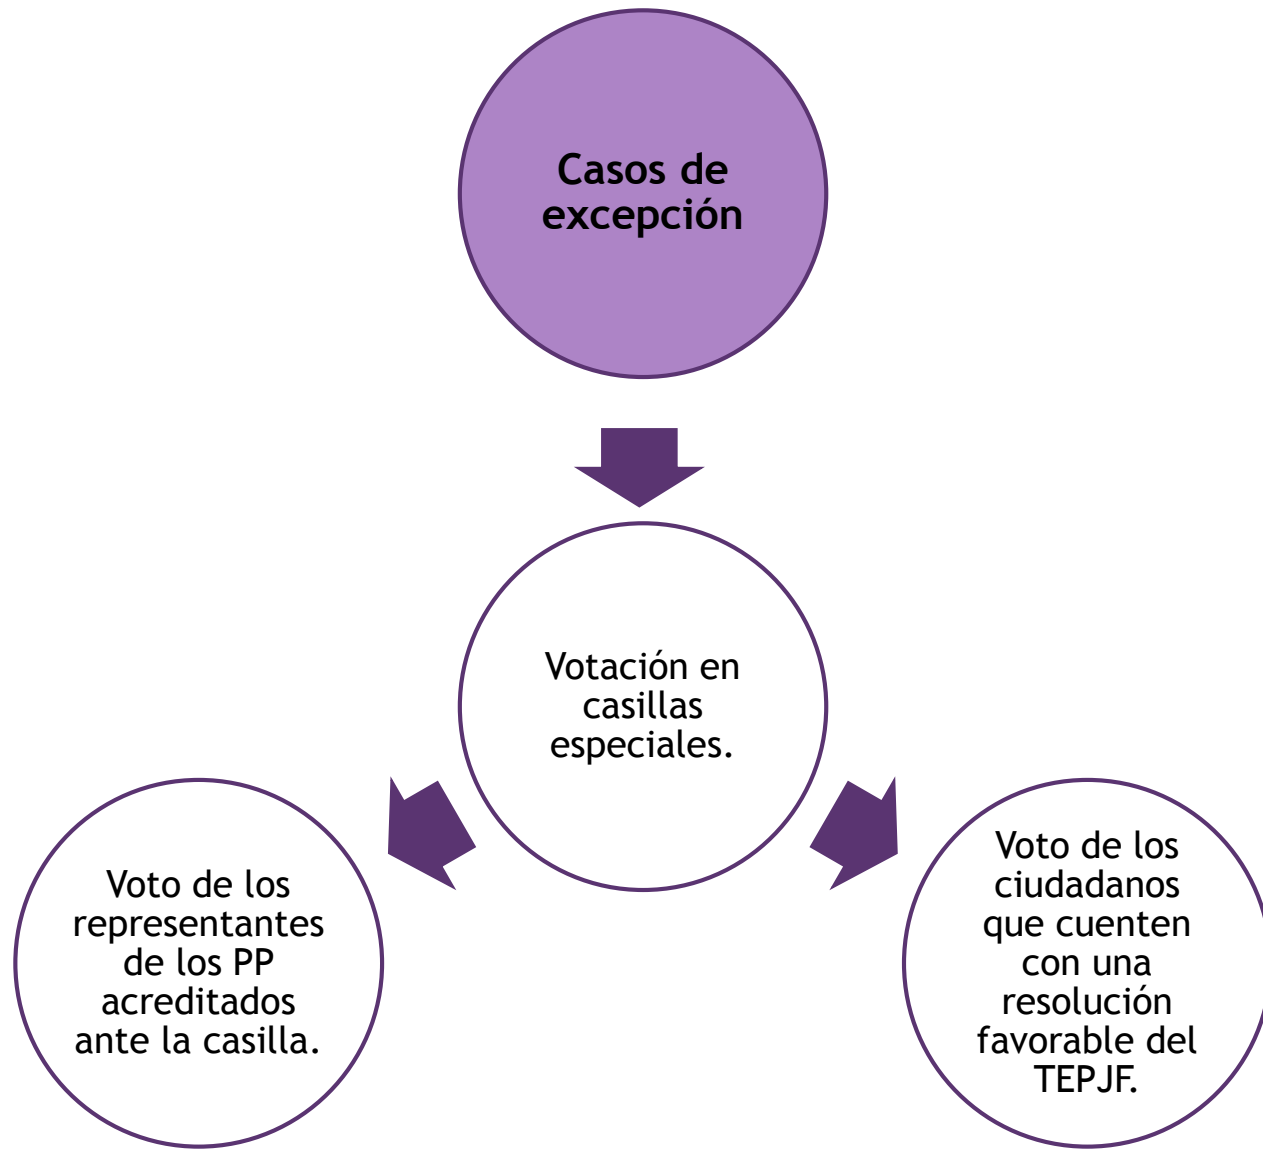 Casos de
excepción
Votación en
casillas
especiales.
Voto de los
representantes
de los PP
acreditados
ante la casilla.
Voto de los
ciudadanos
que cuenten
con una
resolución
favorable del
TEPJF.